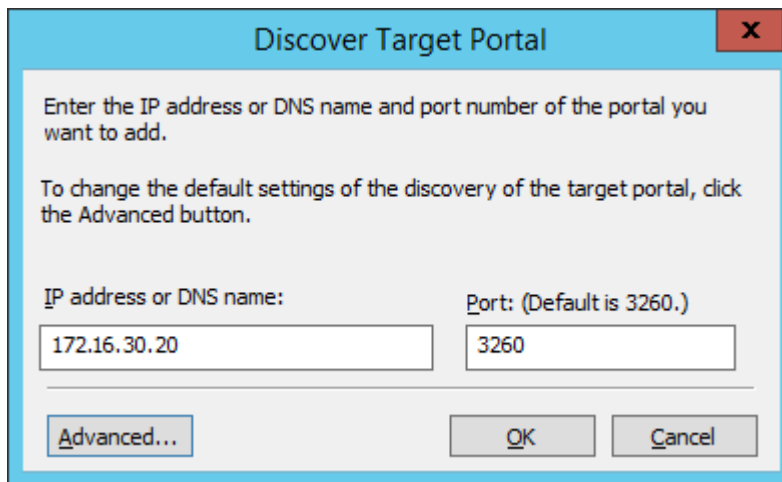 Discover Target Portal
x
Enter the IP address or DNS name and port number of the portal you
want to add.
To change the default settings of the discovery of the target portal, click
the Advanced button.
IP address or DNS name: Port: (Default is 3260.)
172.16.30.20 3260
Advanced... OK Cancel